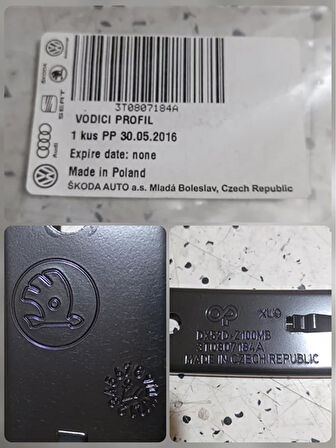 ŠKODA
SEAT
Audi
3T0807184A
VODICI PROFIL
1 kus PP 30.05.2016
Expire date: none
Made in Poland
ŠKODA AUTO a.s. Mladá Boleslav, Czech Republic
OP
3T0807184A
MADE IN CZECH REPUBLIC